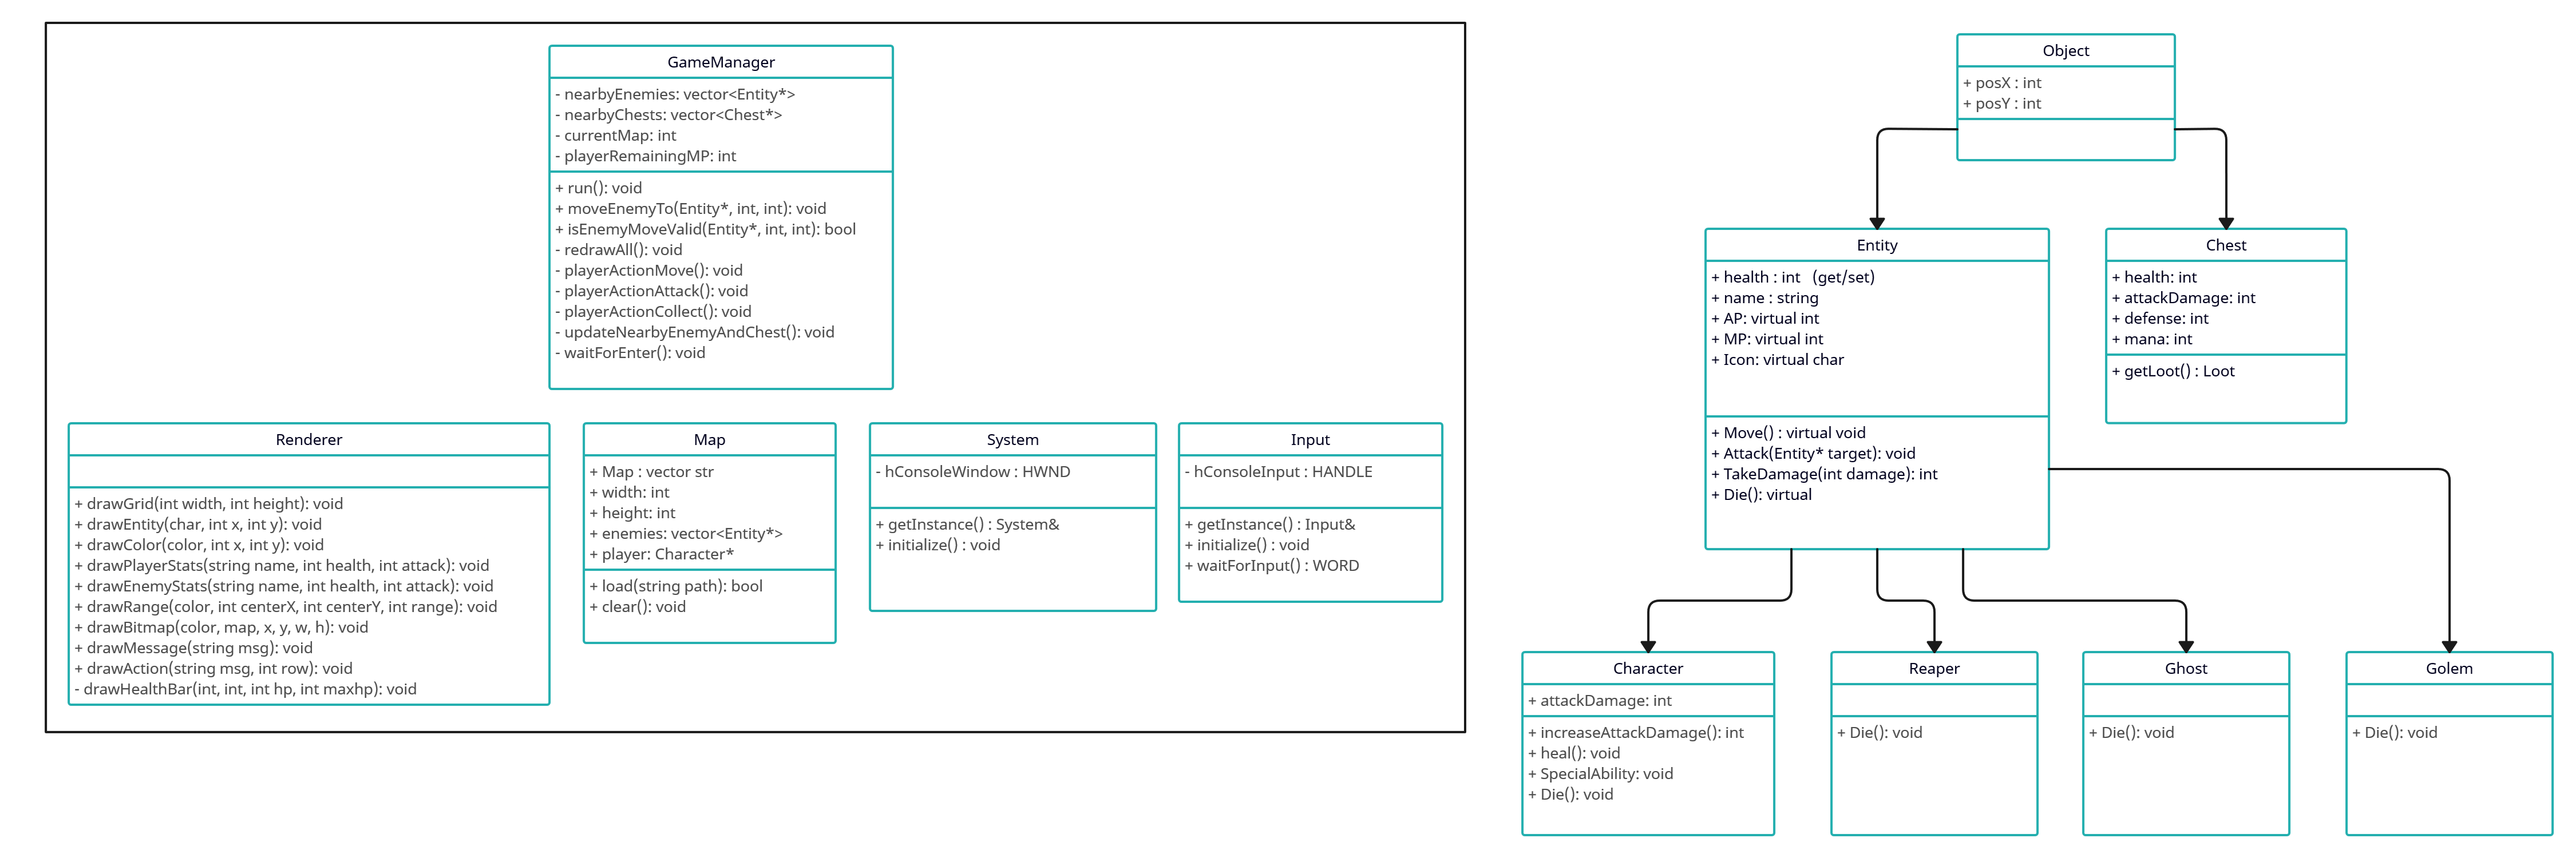 GameManager
- nearbyEnemies: vector<Entity*>
- nearbyChests: vector<Chest*>
- currentMap: int
- playerRemainingMP: int
+ run(): void
+ moveEnemyTo(Entity*, int, int): void
+ isEnemyMoveValid(Entity*, int, int): bool
- redrawAll(): void
- playerActionMove(): void
- playerActionAttack(): void
- playerActionCollect(): void
- updateNearbyEnemyAndChest(): void
- waitForEnter(): void
Renderer
+ drawGrid(int width, int height): void
+ drawEntity(char, int x, int y): void
+ drawColor(color, int x, int y): void
+ drawPlayerStats(string name, int health, int attack): void
+ drawEnemyStats(string name, int health, int attack): void
+ drawRange(color, int centerX, int centerY, int range): void
+ drawBitmap(color, map, x, y, w, h): void
+ drawMessage(string msg): void
+ drawAction(string msg, int row): void
- drawHealthBar(int, int, int hp, int maxhp): void
Map
+ Map : vector str
+ width: int
+ height: int
+ enemies: vector<Entity*>
+ player: Character*
+ load(string path): bool
+ clear(): void
System
- hConsoleWindow : HWND
+ getInstance() : System&
+ initialize() : void
Input
- hConsoleInput : HANDLE
+ getInstance() : Input&
+ initialize() : void
+ waitForInput() : WORD
Object
+ posX : int
+ posY : int
Entity
+ health : int (get/set)
+ name : string
+ AP: virtual int
+ MP: virtual int
+ Icon: virtual char
+ Move() : virtual void
+ Attack(Entity* target): void
+ TakeDamage(int damage): int
+ Die(): virtual
Chest
+ health: int
+ attackDamage: int
+ defense: int
+ mana: int
+ getLoot() : Loot
Character
+ attackDamage: int
+ increaseAttackDamage(): int
+ heal(): void
+ SpecialAbility: void
+ Die(): void
Reaper
+ Die(): void
Ghost
+ Die(): void
Golem
+ Die(): void